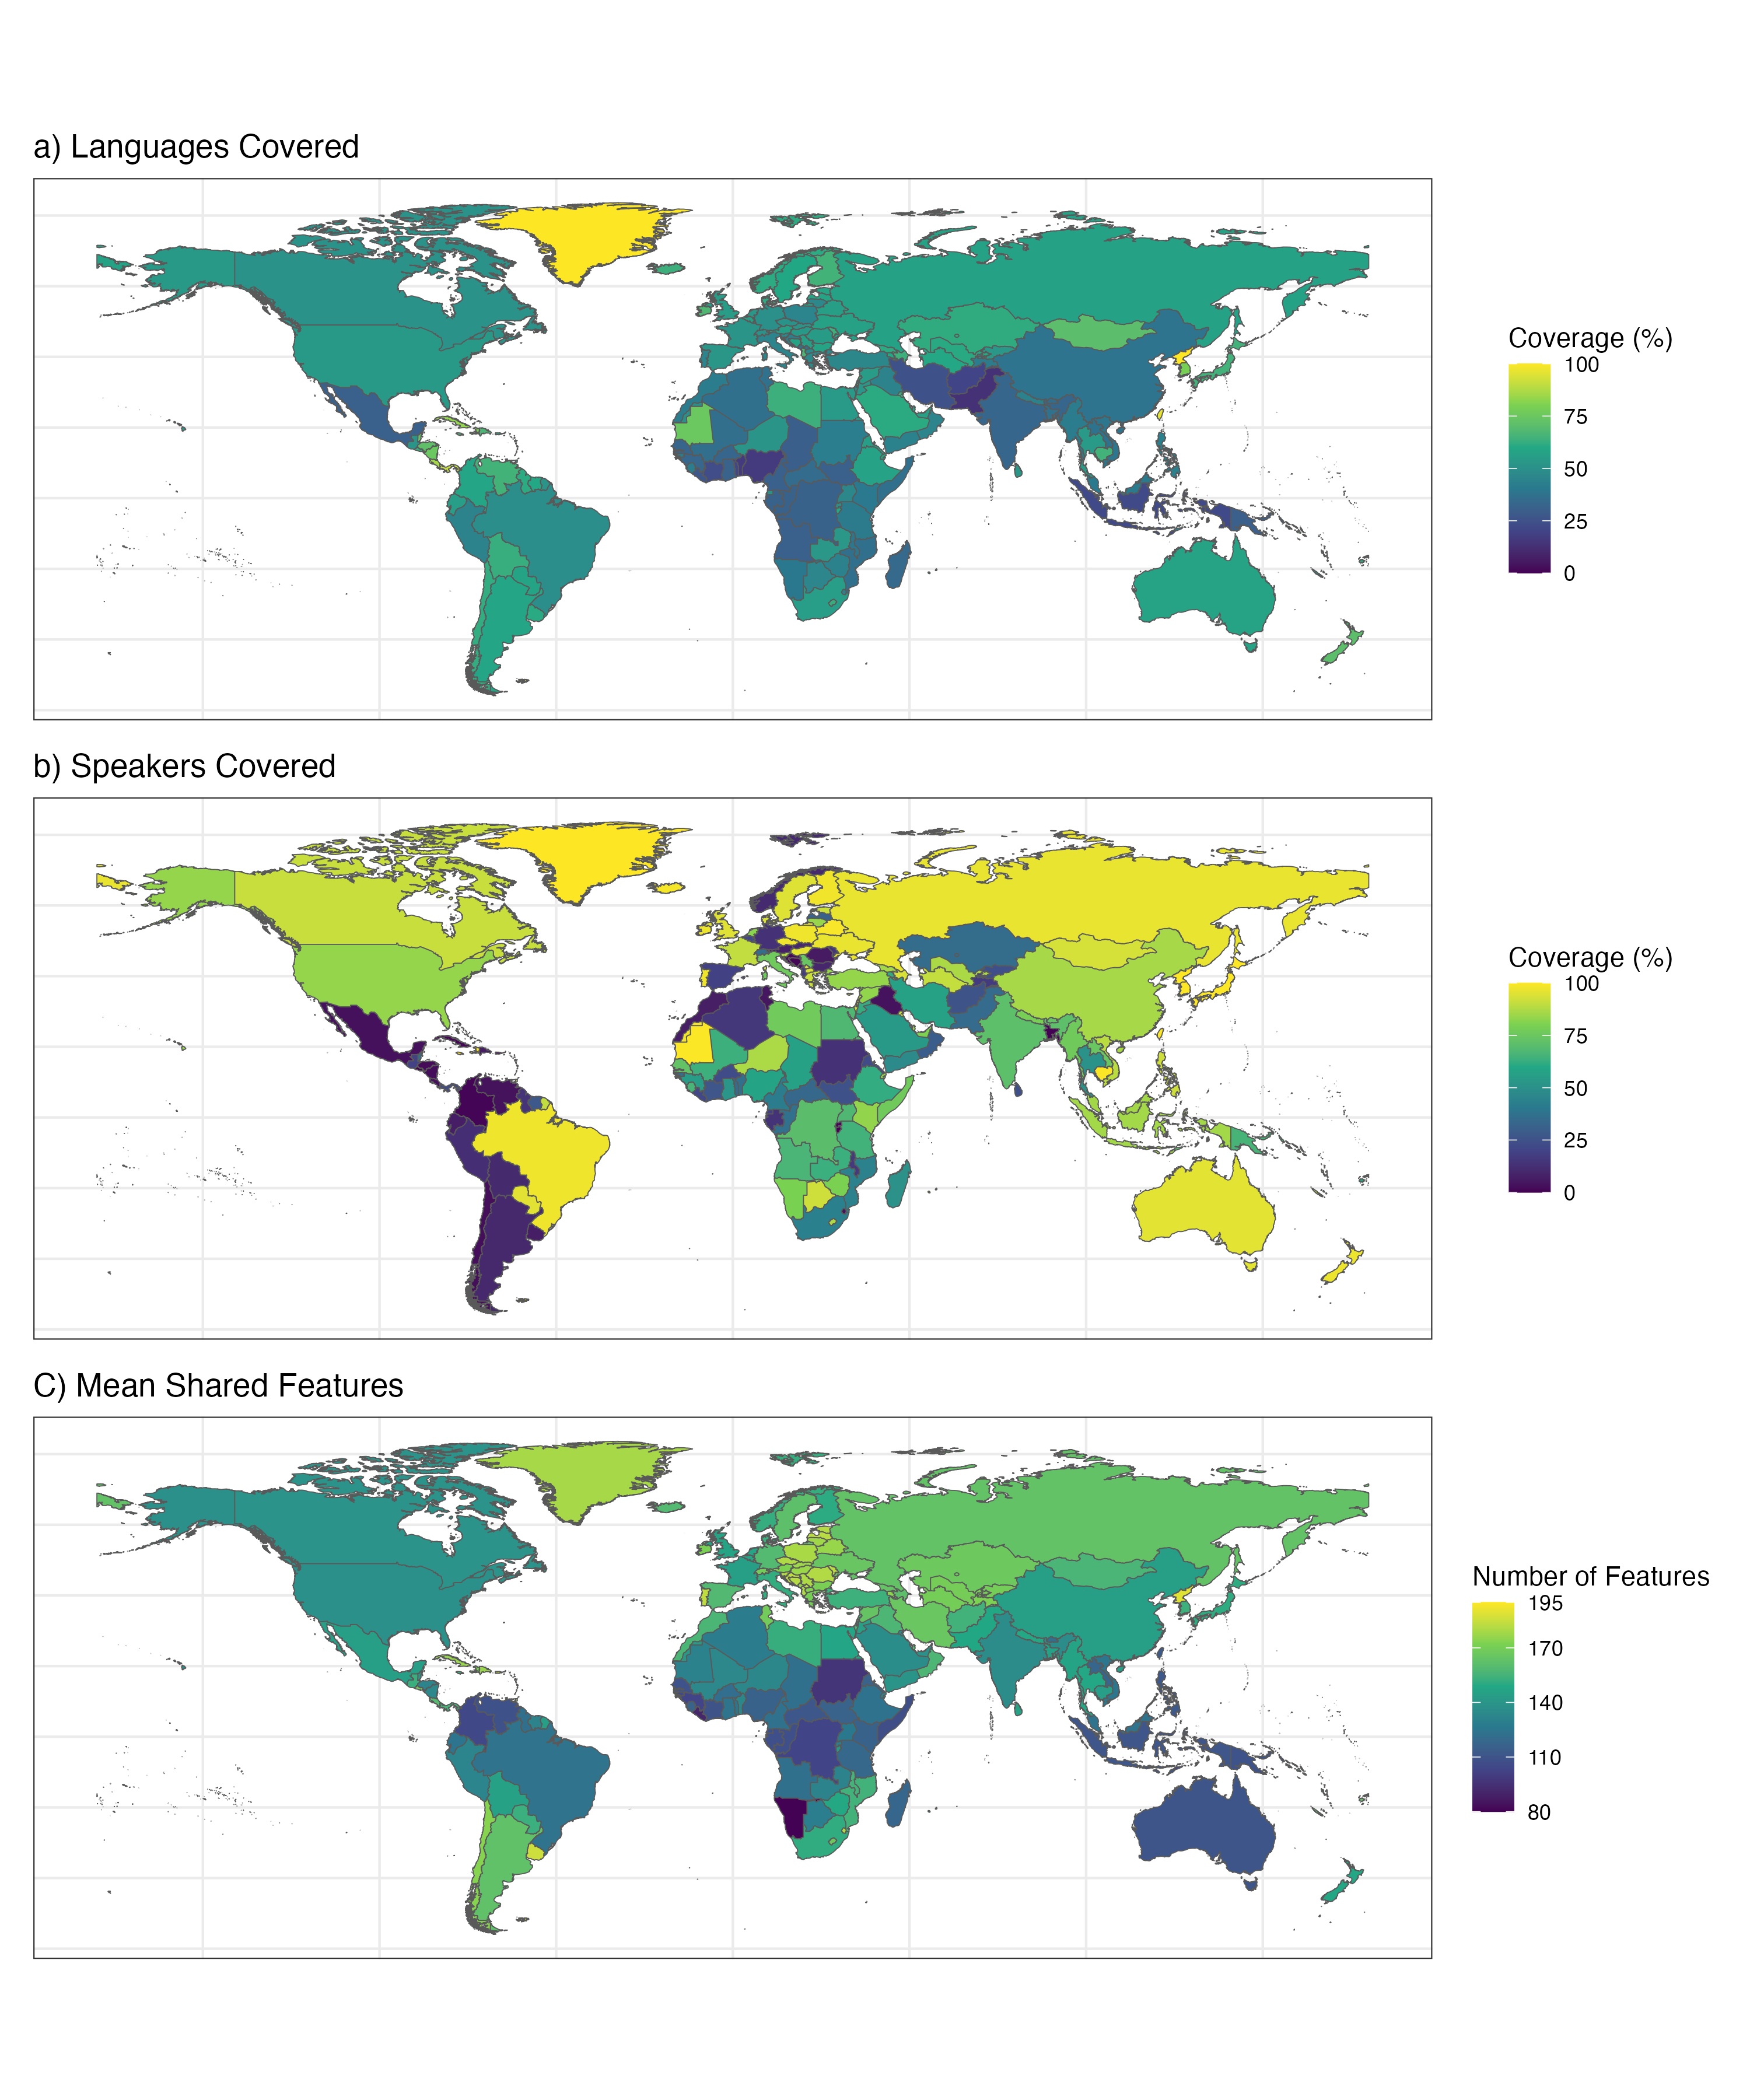 a) Languages Covered
Coverage (%)
100
75
50
25
0
b) Speakers Covered
Coverage (%)
100
75
50
25
0
C) Mean Shared Features
Number of Features
195
170
140
110
80